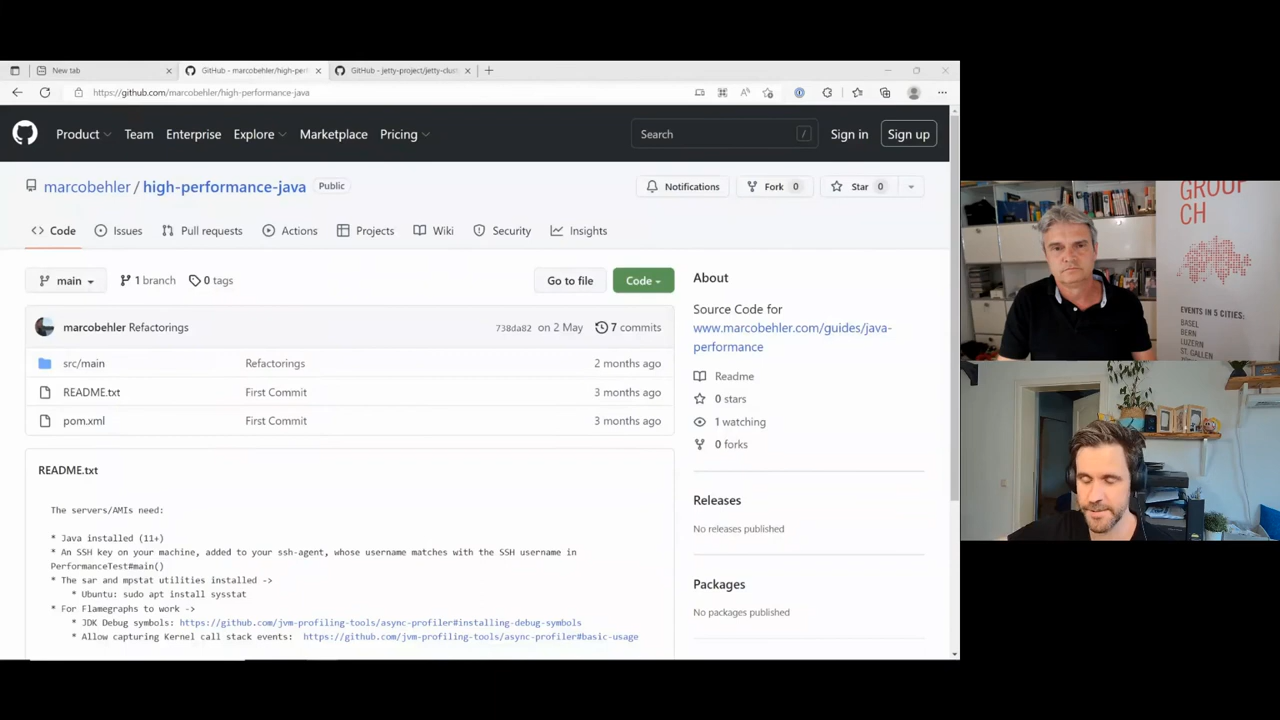 New tab
GitHub - marcobehler/high-perf
GitHub - jetty-project/jetty-clus
https://github.com/marcobehler/high-performance-java
Product
Team
Enterprise
Explore
Marketplace
Pricing
Search
/
Sign in
Sign up
marcobehler / high-performance-java
Public
Notifications
Fork 0
Star 0
Code
Issues
Pull requests
Actions
Projects
Wiki
Security
Insights
main
1 branch
0 tags
Go to file
Code
marcobehler Refactorings
738da82 on 2 May
7 commits
src/main
Refactorings
2 months ago
README.txt
First Commit
3 months ago
pom.xml
First Commit
3 months ago
README.txt
The servers/AMIs need:
* Java installed (11+)
* An SSH key on your machine, added to your ssh-agent, whose username matches with the SSH username in
PerformanceTest#main()
* The sar and mpstat utilities installed ->
* Ubuntu: sudo apt install sysstat
* For Flamegraphs to work ->
* JDK Debug symbols: https://github.com/jvm-profiling-tools/async-profiler#installing-debug-symbols
* Allow capturing Kernel call stack events: https://github.com/jvm-profiling-tools/async-profiler#basic-usage
About
Source Code for
www.marcobehler.com/guides/java-
performance
Readme
0 stars
1 watching
0 forks
Releases
No releases published
Packages
No packages published
GROUP
CH
EVENTS IN 5 CITIES:
BASEL
BERN
LUZERN
ST. GALLEN